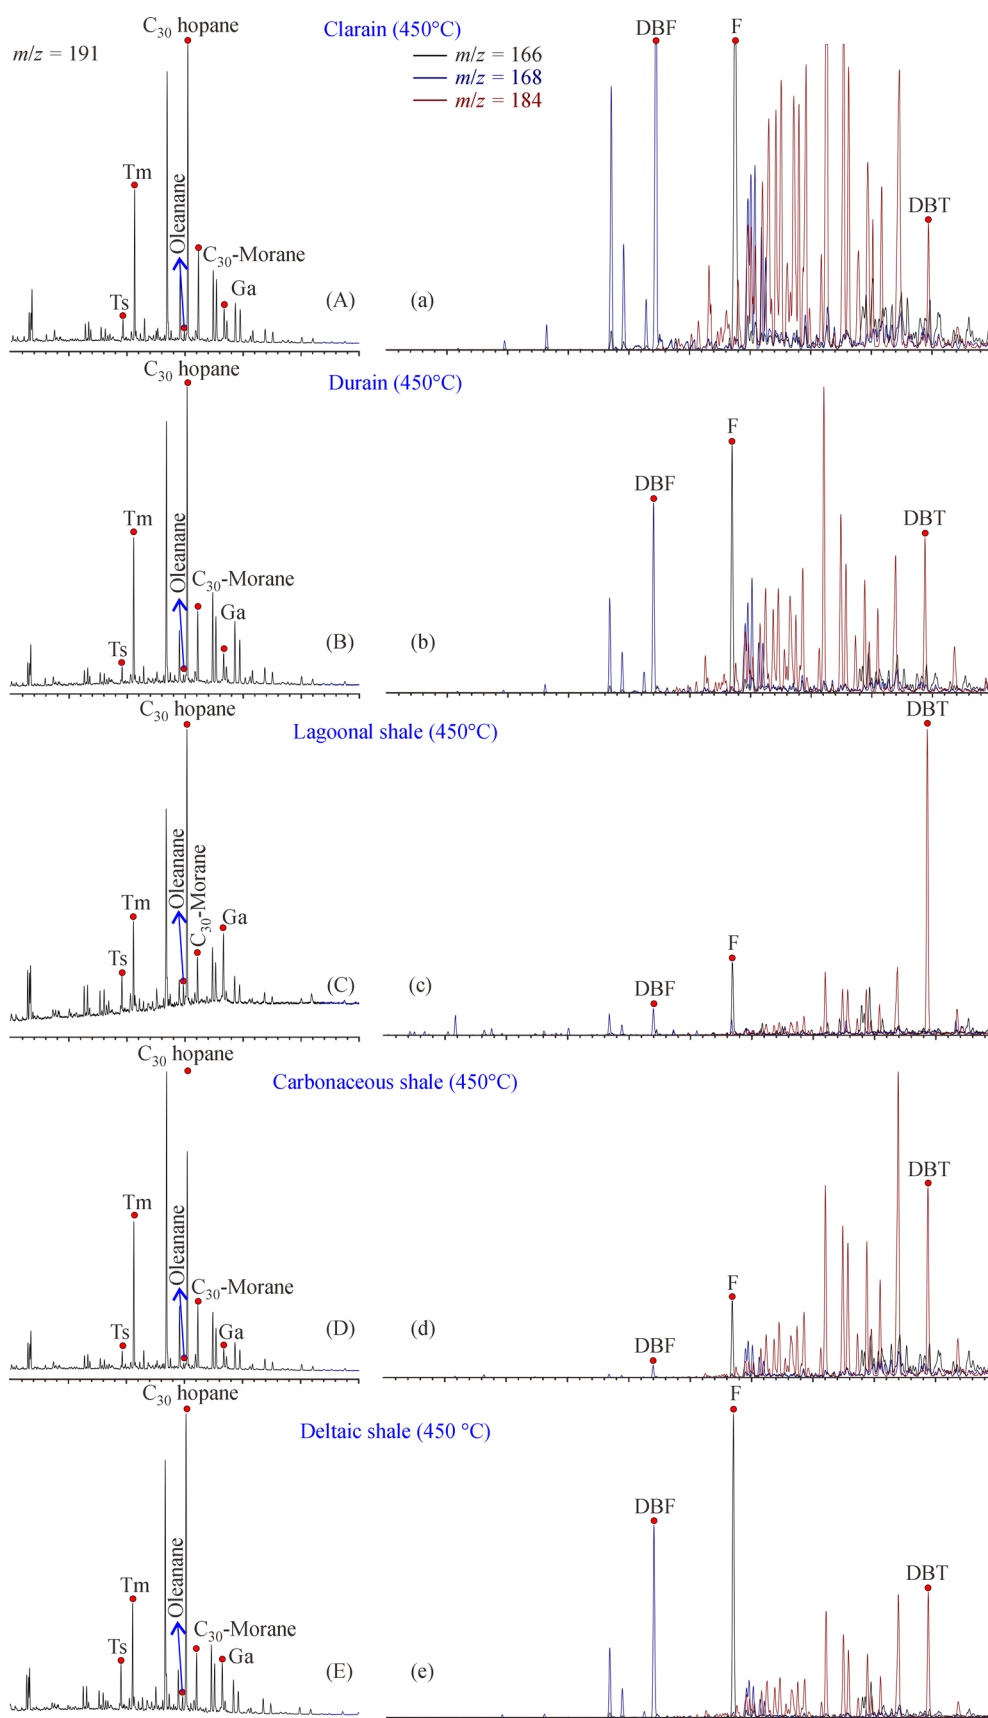 C30 hopane
Clarain (450°C)
DBF
F
m/z = 191
m/z = 166
m/z = 168
m/z = 184
Tm
Oleanane
DBT
C30-Morane
Ts
Ga
(A)
(a)
C30 hopane
Durain (450°C)
F
DBF
DBT
Tm
Oleanane
C30-Morane
Ga
Ts
(B)
(b)
C30 hopane
DBT
Lagoonal shale (450°C)
Oleanane
C30-Morane
Tm
Ga
F
Ts
(C)
(c)
DBF
C30 hopane
Carbonaceous shale (450°C)
DBT
Tm
Oleanane
C30-Morane
F
Ts
Ga
(D)
(d)
DBF
C30 hopane
F
Deltaic shale (450 °C)
DBF
Oleanane
Tm
DBT
C30-Morane
Ts
Ga
(E)
(e)